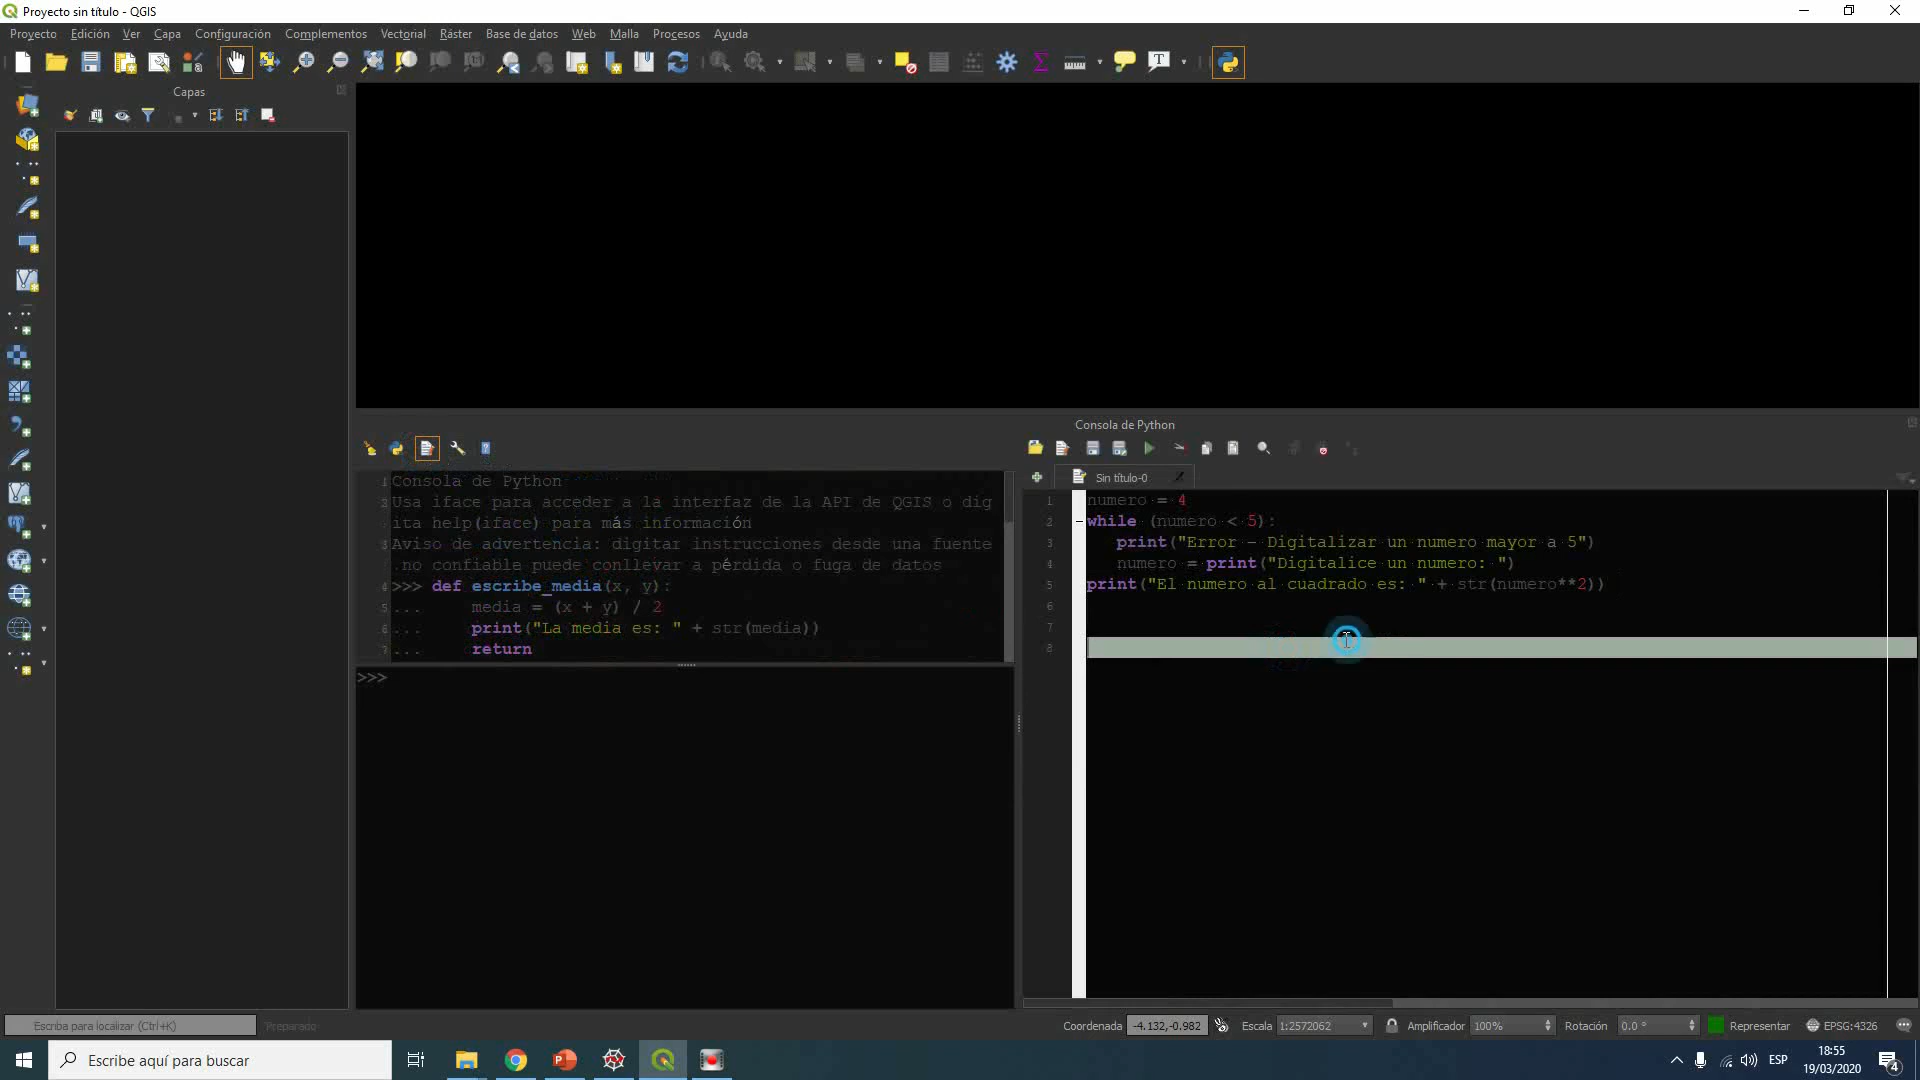 Proyecto sin título - QGIS
Proyecto Edición Ver Capa Configuración Complementos Vectorial Ráster Base de datos Web Malla Procesos Ayuda
Capas
Consola de Python
Sin título-0
1 Consola de Python
2 Usa iface para acceder a la interfaz de la API de QGIS o dig
ita help(iface) para más información
3 Aviso de advertencia: digitar instrucciones desde una fuente
no confiable puede conllevar a pérdida o fuga de datos
4 >>> def escribe_media(x, y):
5 ... media = (x + y) / 2
6 ... print("La media es: " + str(media))
7 ... return
>>>
1 numero = 4
2 while (numero < 5):
3 print("Error - Digitalizar un numero mayor a 5")
4 numero = print("Digitalice un numero: ")
5 print("El numero al cuadrado es: " + str(numero**2))
6
7
8
Escriba para localizar (Ctrl+K) Preparado Coordenada -4.132,-0.982 Escala 1:2572062 Amplificador 100% Rotación 0.0 ° Representar EPSG:4326
Escribe aquí para buscar
ESP
18:55
19/03/2020
4